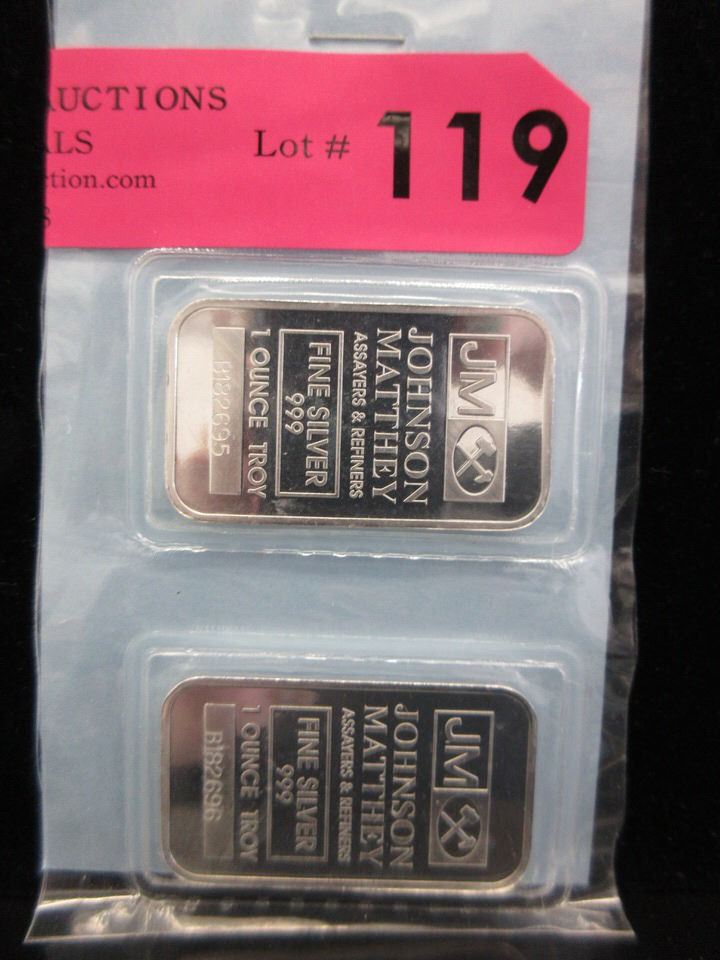 AUCTIONS
ALS
Lot # 119
ction.com
S
JM
JOHNSON
MATTHEY
ASSAYERS & REFINERS
FINE SILVER
999
1 OUNCE TROY
B182695
JM
JOHNSON
MATTHEY
ASSAYERS & REFINERS
FINE SILVER
999
1 OUNCE TROY
B182696